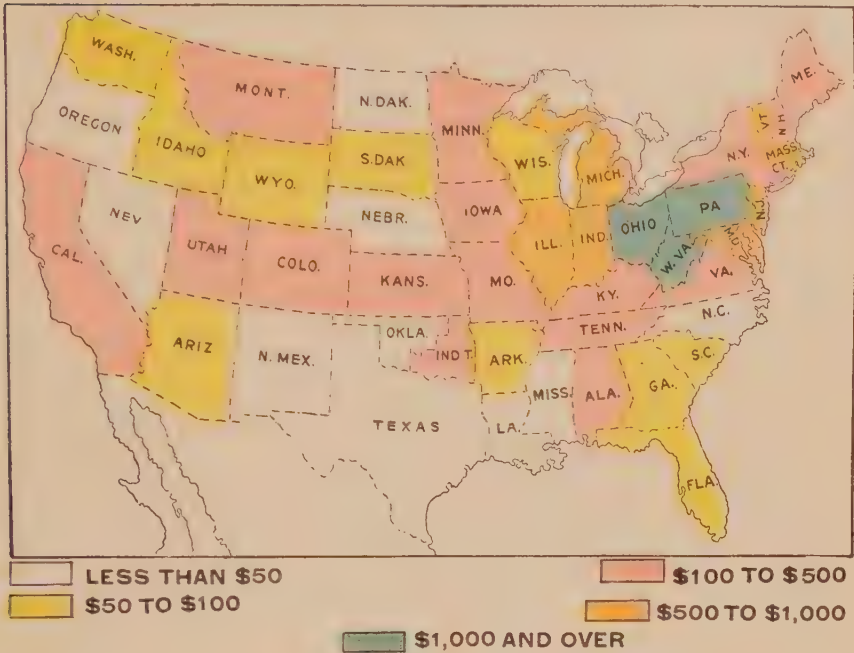 WASH.
MONT.
N.DAK.
MINN.
ME.
OREGON
IDAHO
WYO.
S.DAK
WIS.
MICH.
N.Y.
VT
N.H
MASS.
CT.
NEV
UTAH
COLO.
NEBR.
IOWA
ILL.
IND.
OHIO
PA
N.J.
MD.
W.VA.
VA.
CAL.
KANS.
MO.
KY.
ARIZ
N.MEX.
OKLA.
IND T.
ARK.
TENN.
N.C.
S.C.
TEXAS
LA.
MISS.
ALA.
GA.
FLA.
LESS THAN $50
$50 TO $100
$100 TO $500
$500 TO $1,000
$1,000 AND OVER